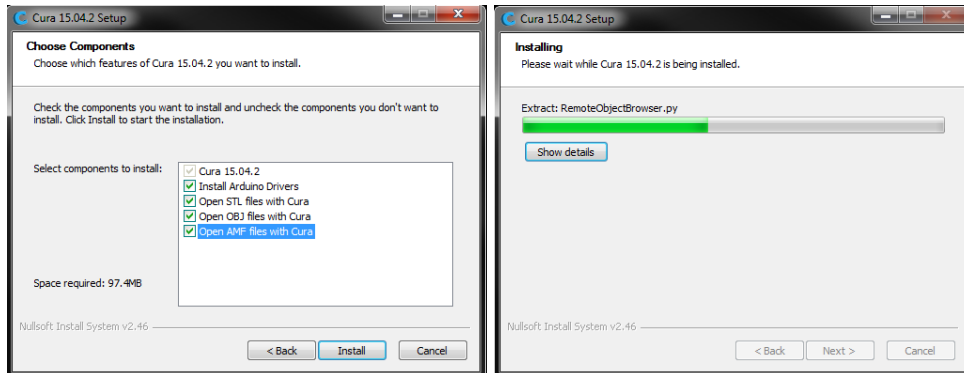 Cura 15.04.2 Setup
Choose Components
Choose which features of Cura 15.04.2 you want to install.
Check the components you want to install and uncheck the components you don't want to
install. Click Install to start the installation.
Select components to install:
Cura 15.04.2
Install Arduino Drivers
Open STL files with Cura
Open OBJ files with Cura
Open AMF files with Cura
Space required: 97.4MB
Nullsoft Install System v2.46
< Back
Install
Cancel
Cura 15.04.2 Setup
Installing
Please wait while Cura 15.04.2 is being installed.
Extract: RemoteObjectBrowser.py
Show details
Nullsoft Install System v2.46
< Back
Next >
Cancel